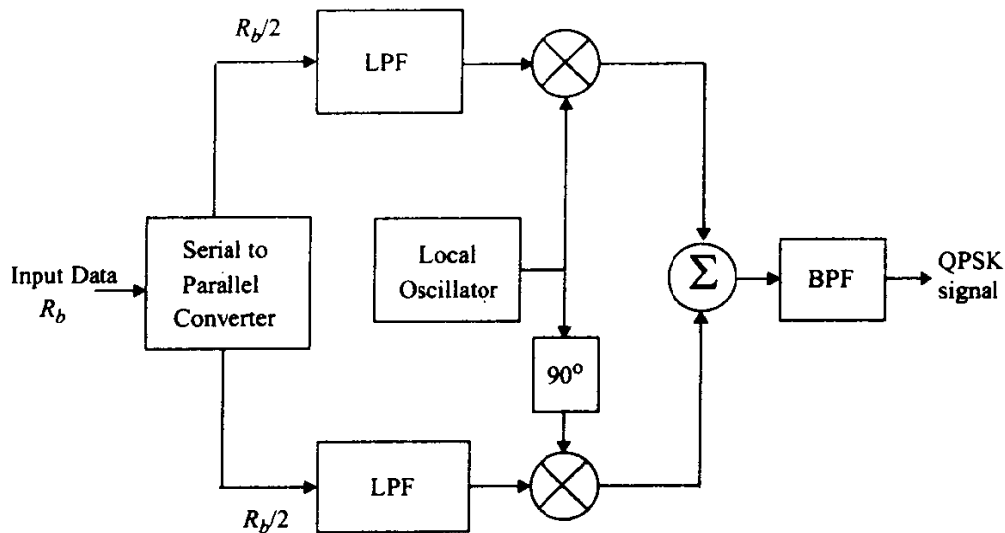 R_b/2
LPF
Input Data
R_b
Serial to
Parallel
Converter
Local
Oscillator
Σ
BPF
QPSK
signal
90°
LPF
R_b/2